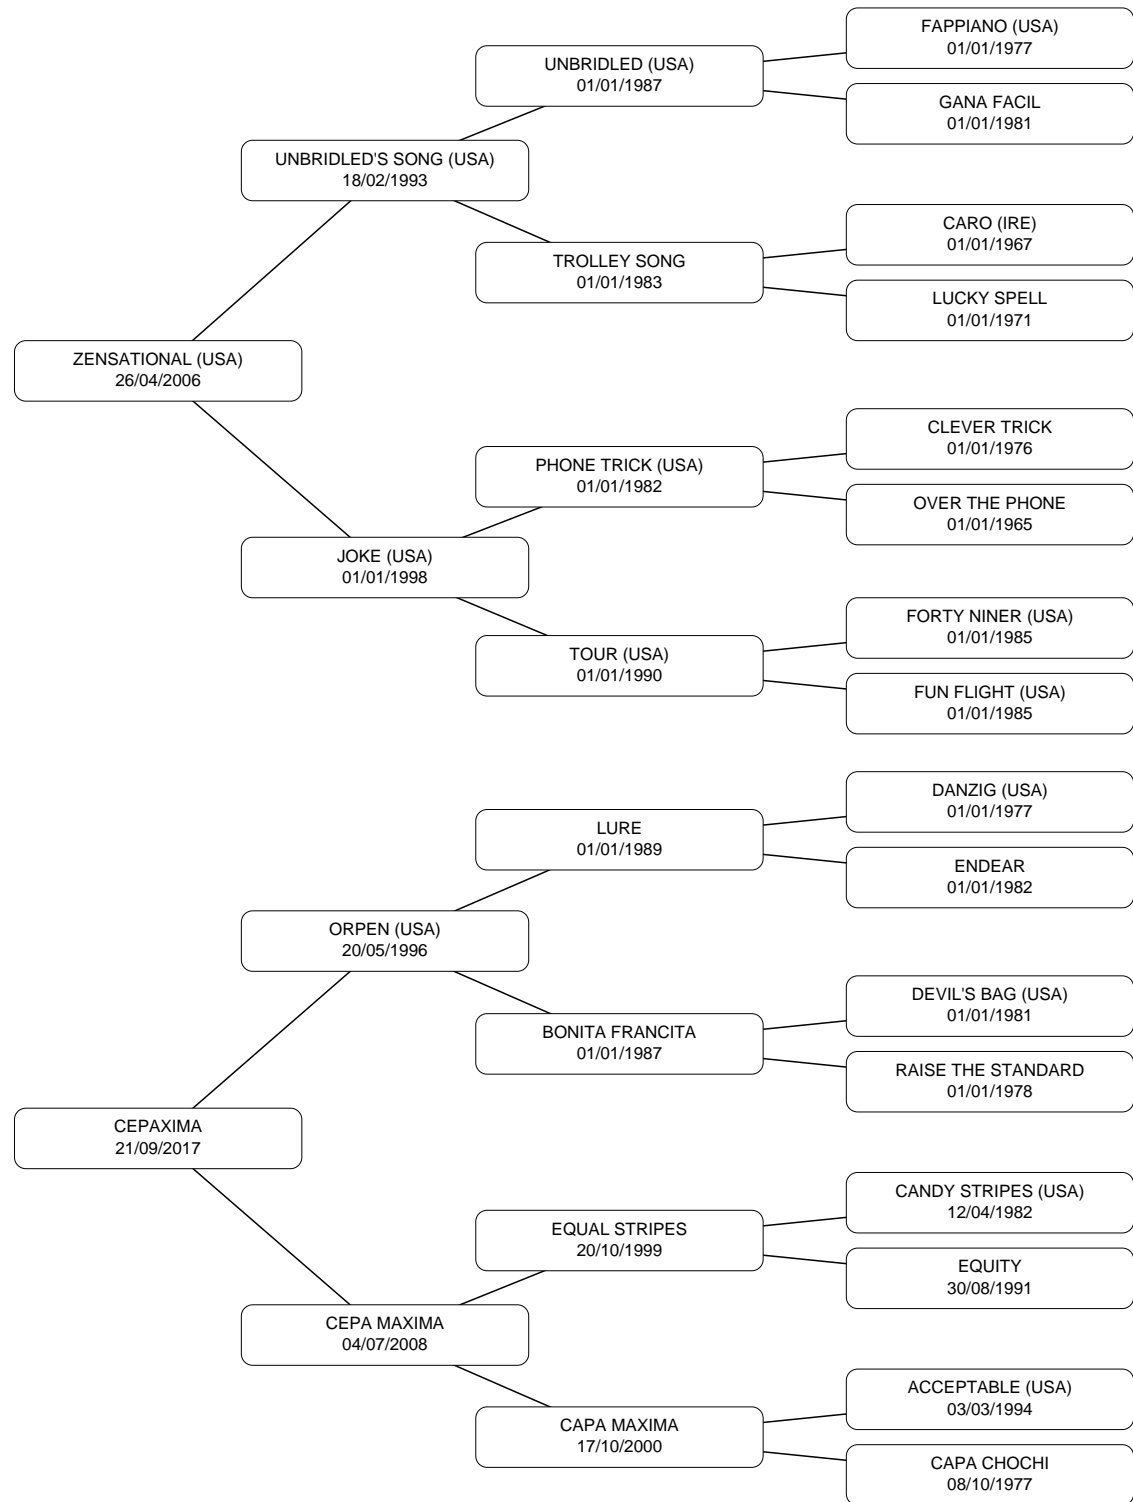 FAPPIANO (USA)
01/01/1977
UNBRIDLED (USA)
01/01/1987
GANA FACIL
01/01/1981
UNBRIDLED'S SONG (USA)
18/02/1993
CARO (IRE)
01/01/1967
TROLLEY SONG
01/01/1983
LUCKY SPELL
01/01/1971
ZENSATIONAL (USA)
26/04/2006
CLEVER TRICK
01/01/1976
PHONE TRICK (USA)
01/01/1982
OVER THE PHONE
01/01/1965
JOKE (USA)
01/01/1998
FORTY NINER (USA)
01/01/1985
TOUR (USA)
01/01/1990
FUN FLIGHT (USA)
01/01/1985
DANZIG (USA)
01/01/1977
LURE
01/01/1989
ENDEAR
01/01/1982
ORPEN (USA)
20/05/1996
DEVIL'S BAG (USA)
01/01/1981
BONITA FRANCITA
01/01/1987
RAISE THE STANDARD
01/01/1978
CEPAXIMA
21/09/2017
CANDY STRIPES (USA)
12/04/1982
EQUAL STRIPES
20/10/1999
EQUITY
30/08/1991
CEPA MAXIMA
04/07/2008
ACCEPTABLE (USA)
03/03/1994
CAPA MAXIMA
17/10/2000
CAPA CHOCHI
08/10/1977